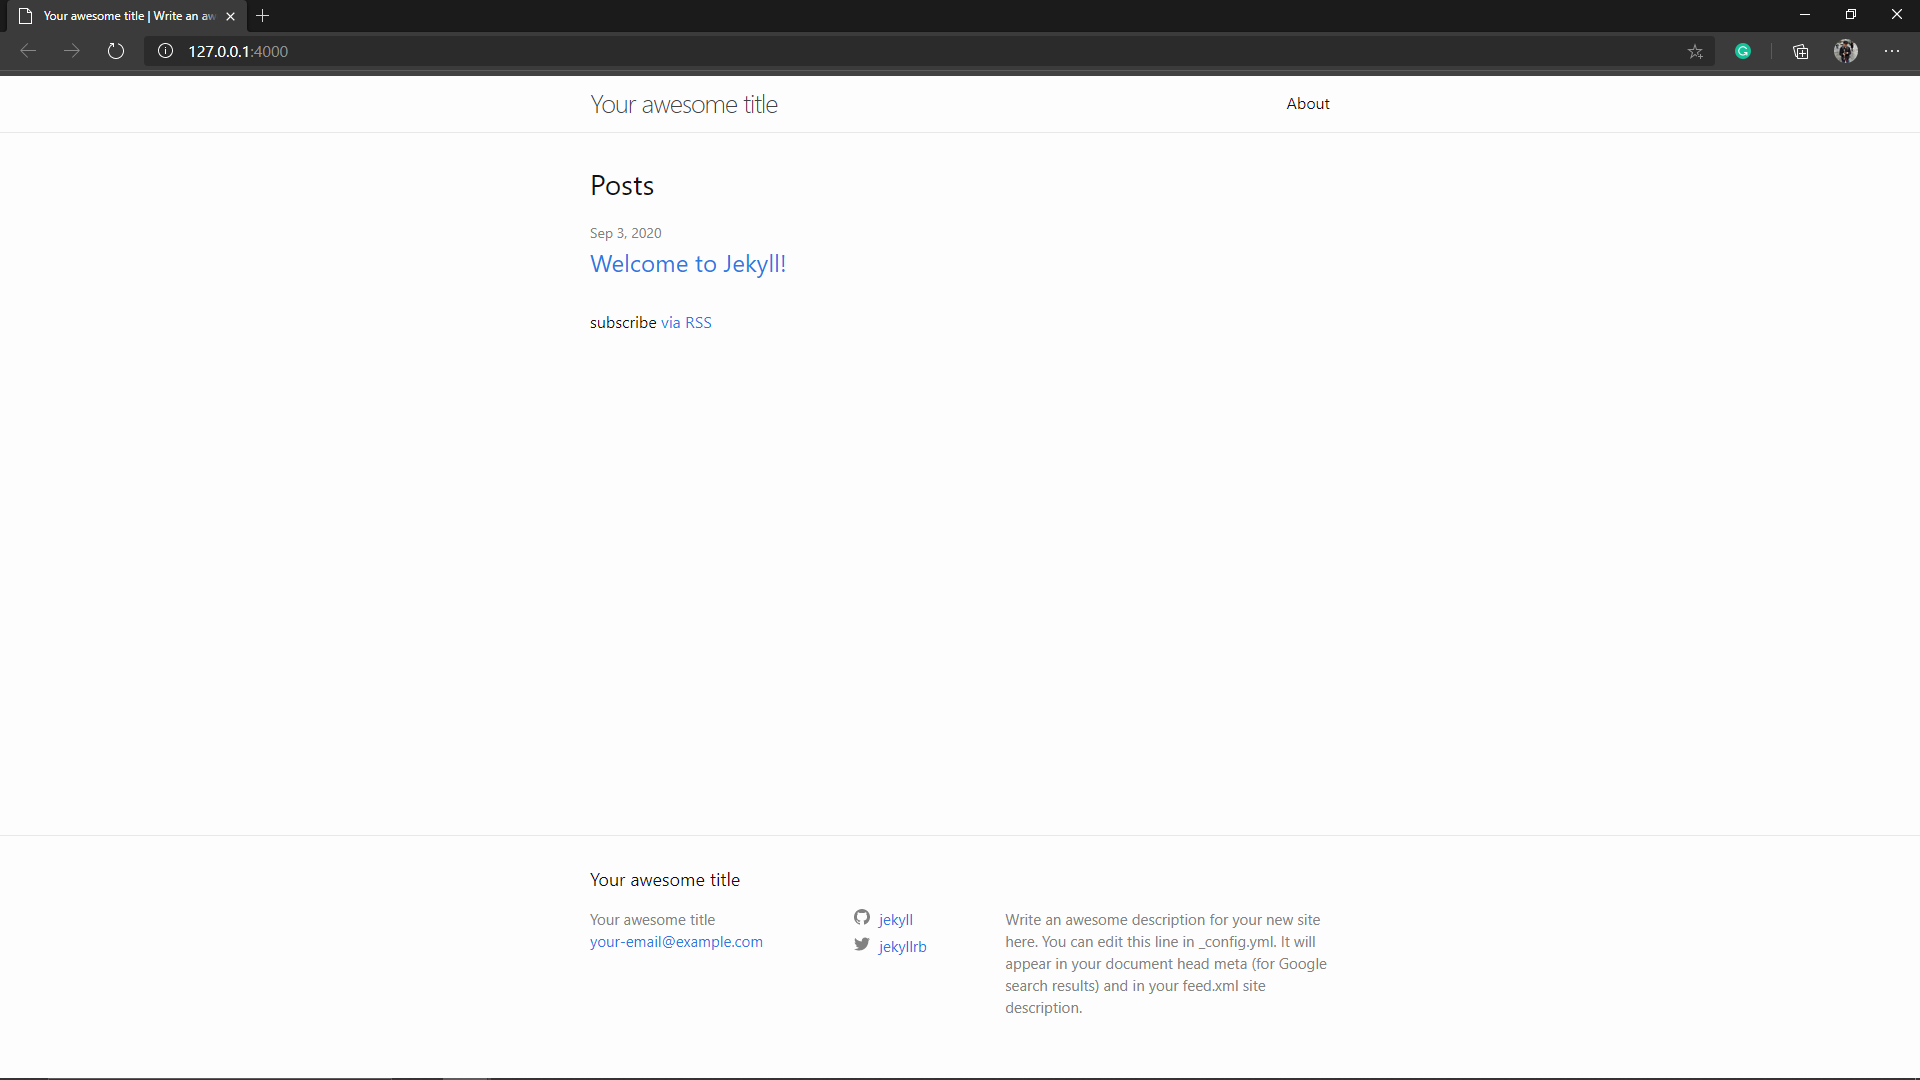 Your awesome title | Write an aw
127.0.0.1:4000
Your awesome title
About
Posts
Sep 3, 2020
Welcome to Jekyll!
subscribe via RSS
Your awesome title
Your awesome title
your-email@example.com
jekyll
jekyllrb
Write an awesome description for your new site
here. You can edit this line in _config.yml. It will
appear in your document head meta (for Google
search results) and in your feed.xml site
description.